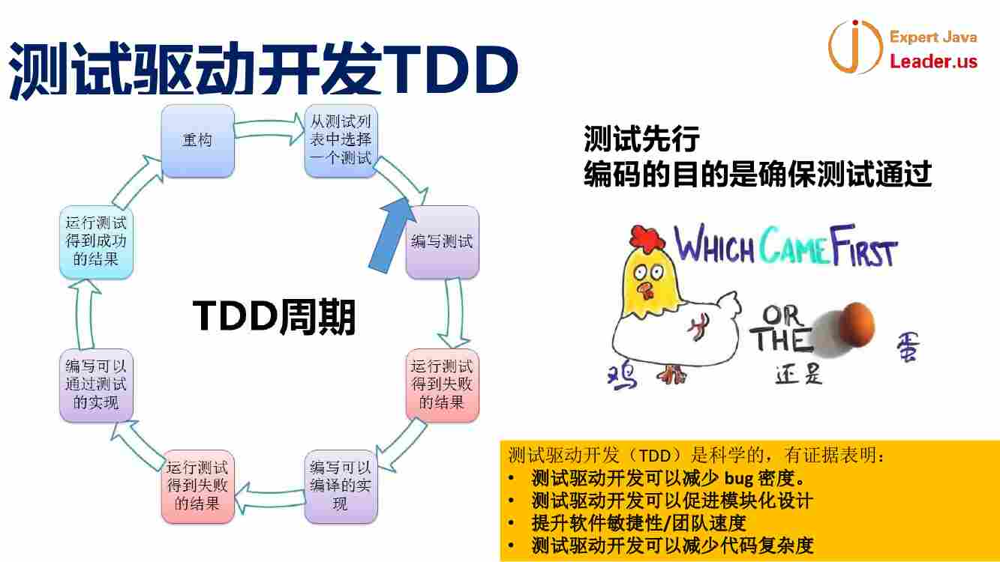 测试驱动开发TDD
Expert Java
Leader.us
重构
从测试列
表中选择
一个测试
编写测试
运行测试
得到失败
的结果
编写可以
编译的实
现
运行测试
得到失败
的结果
编写可以
通过测试
的实现
运行测试
得到成功
的结果
TDD周期
测试先行
编码的目的是确保测试通过
WHICH CAME FIRST
OR
THE
鸡
还是
蛋
测试驱动开发（TDD）是科学的，有证据表明：
• 测试驱动开发可以减少 bug 密度。
• 测试驱动开发可以促进模块化设计
• 提升软件敏捷性/团队速度
• 测试驱动开发可以减少代码复杂度